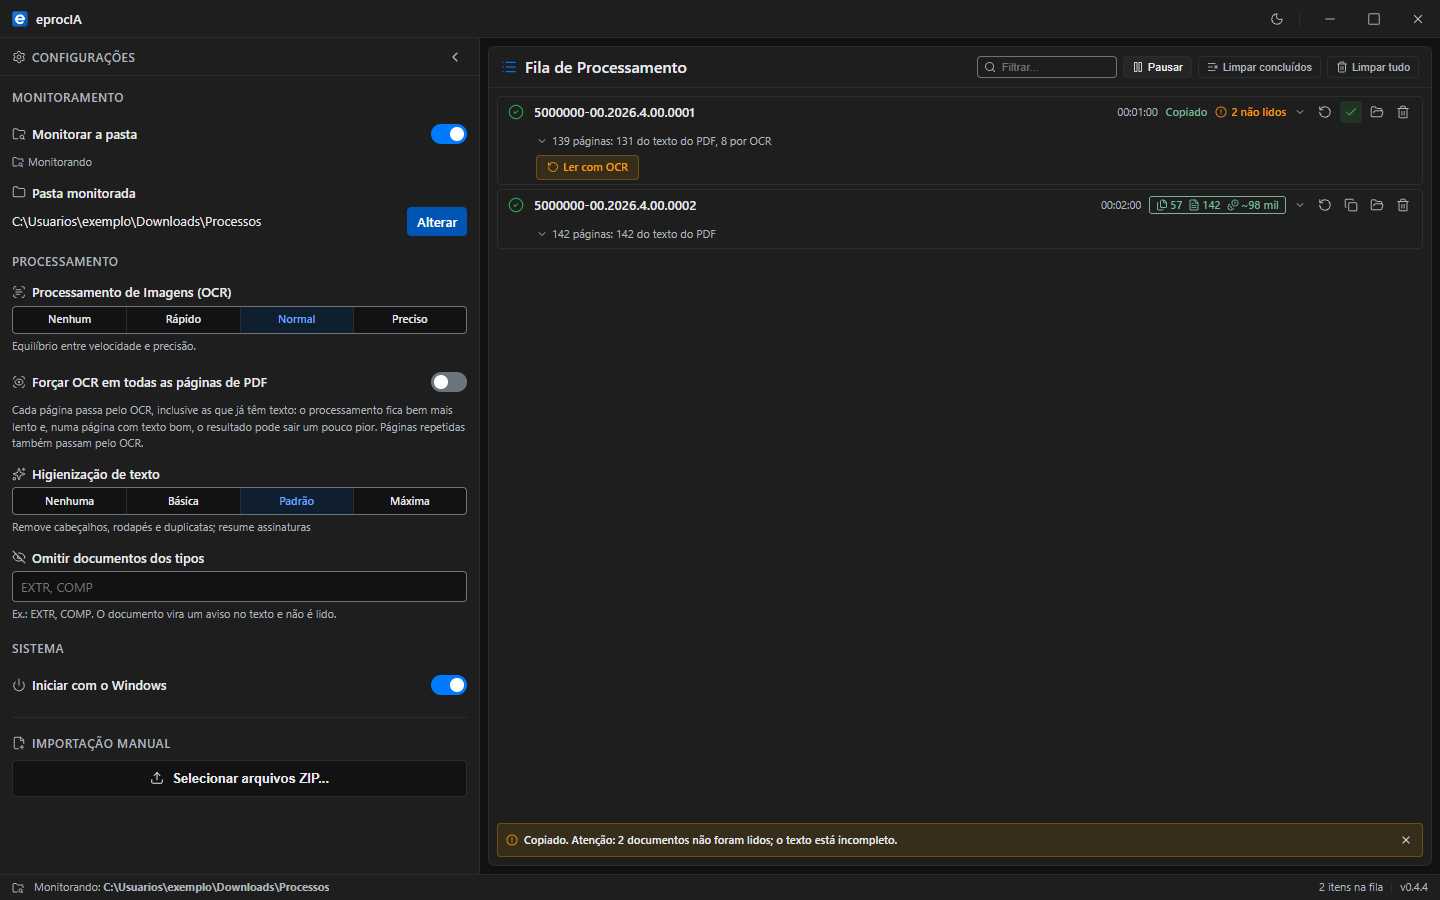 eprocIA
CONFIGURAÇÕES
MONITORAMENTO
Monitorar a pasta
Monitorando
Pasta monitorada
C:\Usuarios\exemplo\Downloads\Processos
Alterar
PROCESSAMENTO
Processamento de Imagens (OCR)
Nenhum Rápido Normal Preciso
Equilíbrio entre velocidade e precisão.
Forçar OCR em todas as páginas de PDF
Cada página passa pelo OCR, inclusive as que já têm texto: o processamento fica bem mais
lento e, numa página com texto bom, o resultado pode sair um pouco pior. Páginas repetidas
também passam pelo OCR.
Higienização de texto
Nenhuma Básica Padrão Máxima
Remove cabeçalhos, rodapés e duplicatas; resume assinaturas
Omitir documentos dos tipos
EXTR, COMP
Ex.: EXTR, COMP. O documento vira um aviso no texto e não é lido.
SISTEMA
Iniciar com o Windows
IMPORTAÇÃO MANUAL
Selecionar arquivos ZIP...
Fila de Processamento
Filtrar...
Pausar
Limpar concluídos
Limpar tudo
5000000-00.2026.4.00.0001
00:01:00 Copiado 2 não lidos
139 páginas: 131 do texto do PDF, 8 por OCR
Ler com OCR
5000000-00.2026.4.00.0002
00:02:00 57 142 ~98 mil
142 páginas: 142 do texto do PDF
Copiado. Atenção: 2 documentos não foram lidos; o texto está incompleto.
Monitorando: C:\Usuarios\exemplo\Downloads\Processos
2 itens na fila
v0.4.4